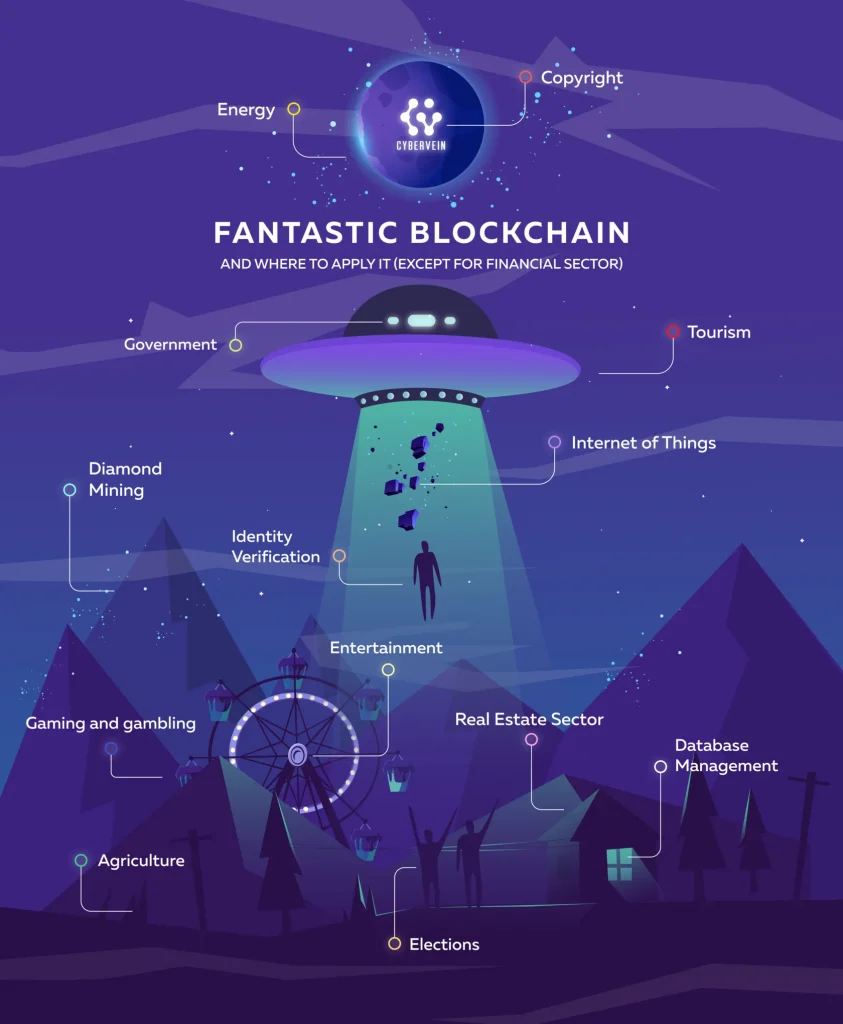 Copyright
Energy
CYBERVEIN
FANTASTIC BLOCKCHAIN
AND WHERE TO APPLY IT (EXCEPT FOR FINANCIAL SECTOR)
Government
Tourism
Internet of Things
Diamond
Mining
Identity
Verification
Entertainment
Gaming and gambling
Real Estate Sector
Database
Management
Agriculture
Elections